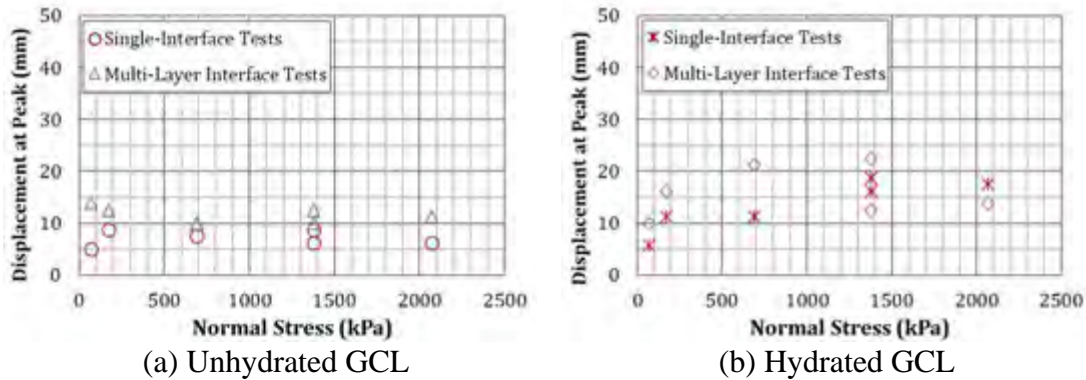 Displacement at Peak (mm)
50
40
30
20
10
0
Single-Interface Tests
Multi-Layer Interface Tests
0
500
1000
1500
2000
2500
Normal Stress (kPa)
(a) Unhydrated GCL
Displacement at Peak (mm)
50
40
30
20
10
0
Single-Interface Tests
Multi-Layer Interface Tests
0
500
1000
1500
2000
2500
Normal Stress (kPa)
(b) Hydrated GCL